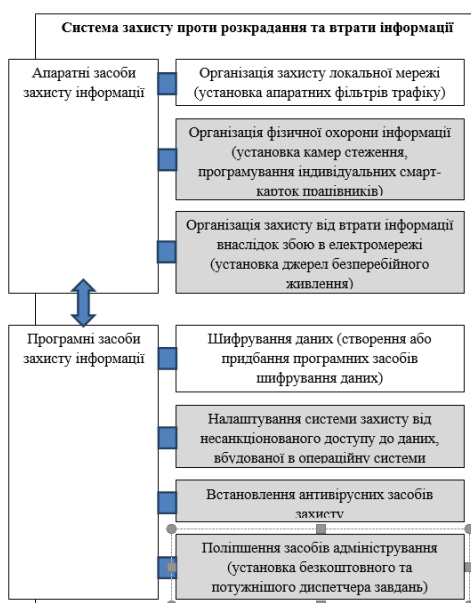 Система захисту проти розкрадання та втрати інформації
Апаратні засоби
захисту інформації
Організація захисту локальної мережі
(установка апаратних фільтрів трафіку)
Організація фізичної охорони інформації
(установка камер стеження,
програмування індивідуальних смарт-
карток працівників)
Організація захисту від втрати інформації
внаслідок збою в електромережі
(установка джерел безперебійного
живлення)
Програмні засоби
захисту інформації
Шифрування даних (створення або
придбання програмних засобів
шифрування даних)
Налаштування системи захисту від
несанкціонованого доступу до даних,
вбудованої в операційну системи
Встановлення антивірусних засобів
захисту
Поліпшення засобів адміністрування
(установка безкоштовного та
потужнішого диспетчера завдань)